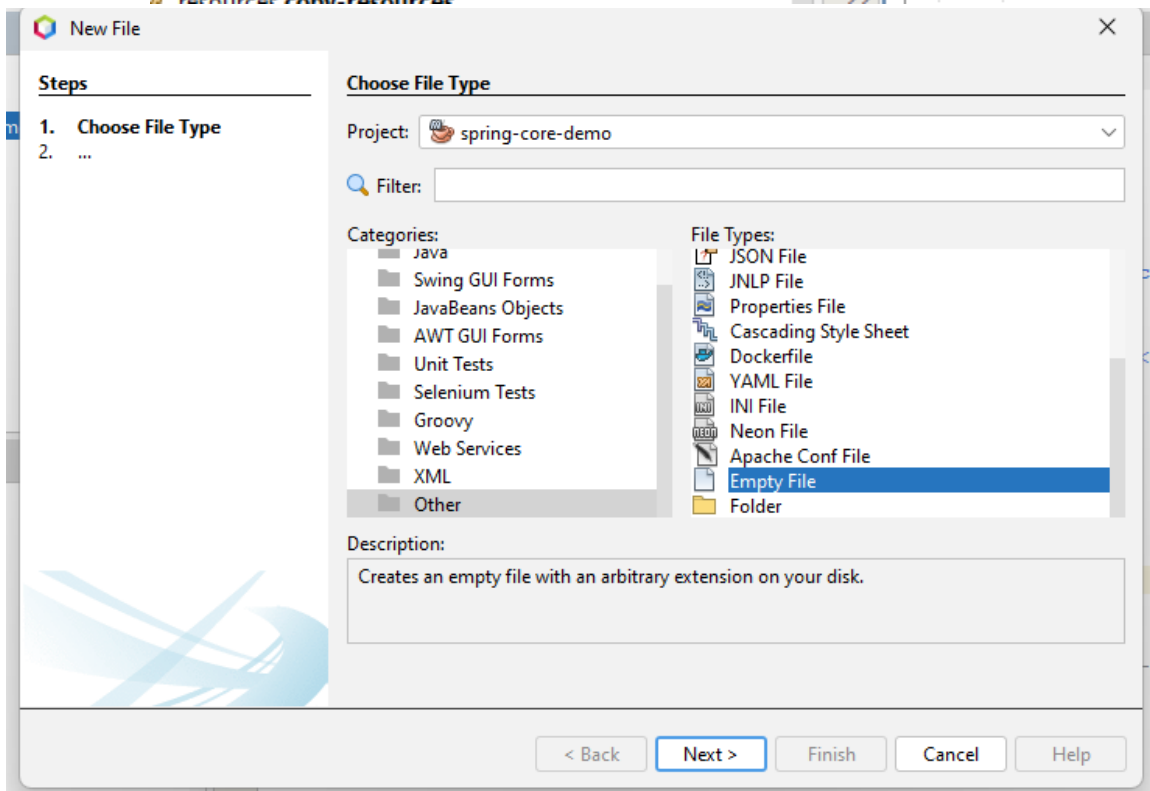 resources.copy-resources
New File
Steps
1. Choose File Type
2. ...
Choose File Type
Project: spring-core-demo
Filter:
Categories:
Java
Swing GUI Forms
JavaBeans Objects
AWT GUI Forms
Unit Tests
Selenium Tests
Groovy
Web Services
XML
Other
File Types:
JSON File
JNLP File
Properties File
Cascading Style Sheet
Dockerfile
YAML File
INI File
Neon File
Apache Conf File
Empty File
Folder
Description:
Creates an empty file with an arbitrary extension on your disk.
< Back
Next >
Finish
Cancel
Help